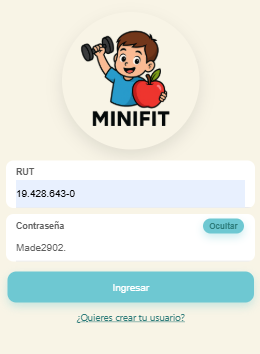 MINIFIT
RUT
19.428.643-0
Contraseña
Ocultar
Made2902.
Ingresar
¿Quieres crear tu usuario?